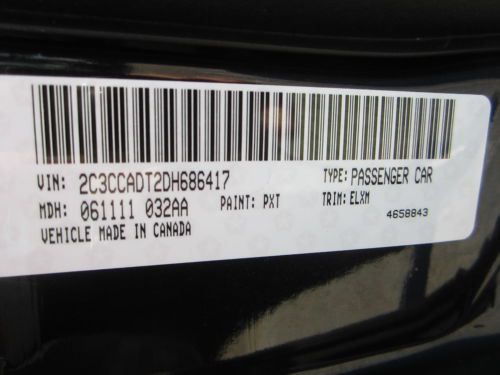 VIN: 2C3CCADT2DH686417 TYPE: PASSENGER CAR
MDH: 061111 032AA PAINT: PXT TRIM: ELXM
VEHICLE MADE IN CANADA 4658843